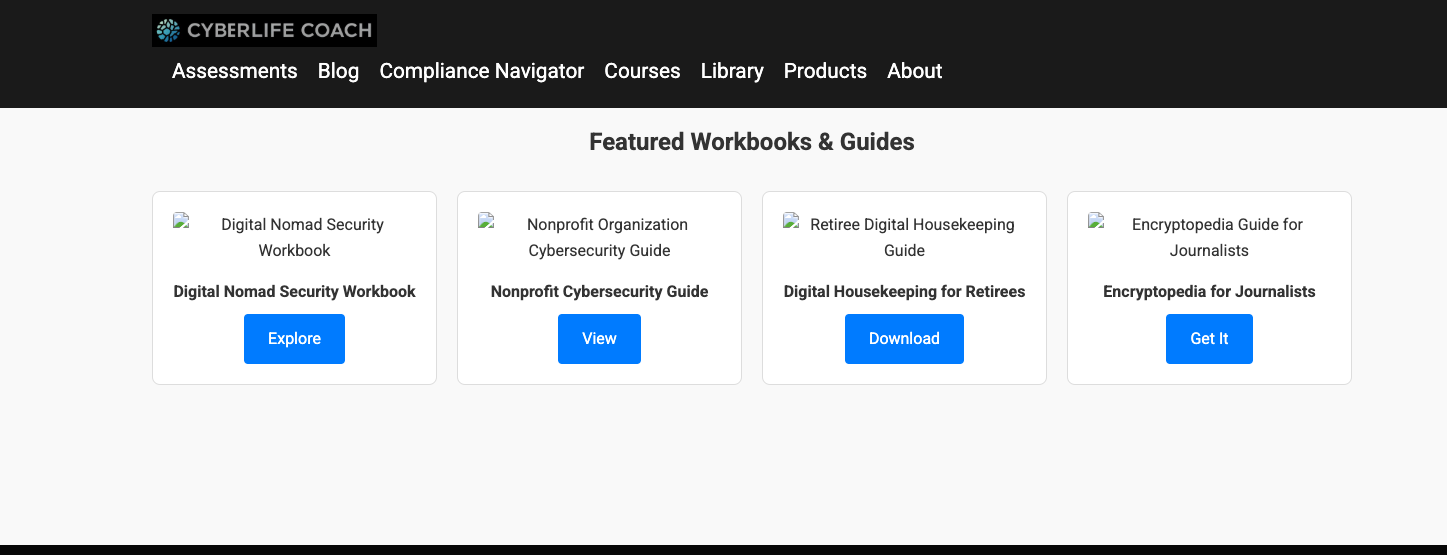 CYBERLIFE COACH
Assessments Blog Compliance Navigator Courses Library Products About
Featured Workbooks & Guides
Digital Nomad Security
Workbook
Digital Nomad Security Workbook
Explore
Nonprofit Organization
Cybersecurity Guide
Nonprofit Cybersecurity Guide
View
Retiree Digital Housekeeping
Guide
Digital Housekeeping for Retirees
Download
Encryptopedia Guide for
Journalists
Encryptopedia for Journalists
Get It